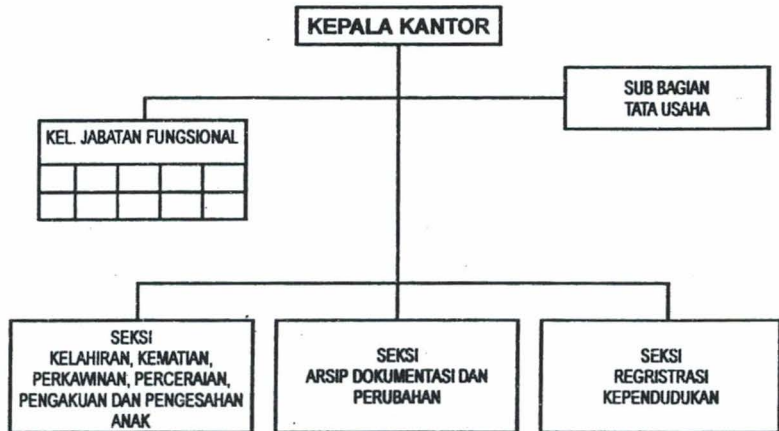 KEPALA KANTOR
SUB BAGIAN
TATA USAHA
KEL. JABATAN FUNGSIONAL
SEKSI
KELAHIRAN, KEMATIAN,
PERKAWINAN, PERCERAIAN,
PENGAKUAN DAN PENGESAHAN
ANAK
SEKSI
ARSIP DOKUMENTASI DAN
PERUBAHAN
SEKSI
REGRISTRASI
KEPENDUDUKAN